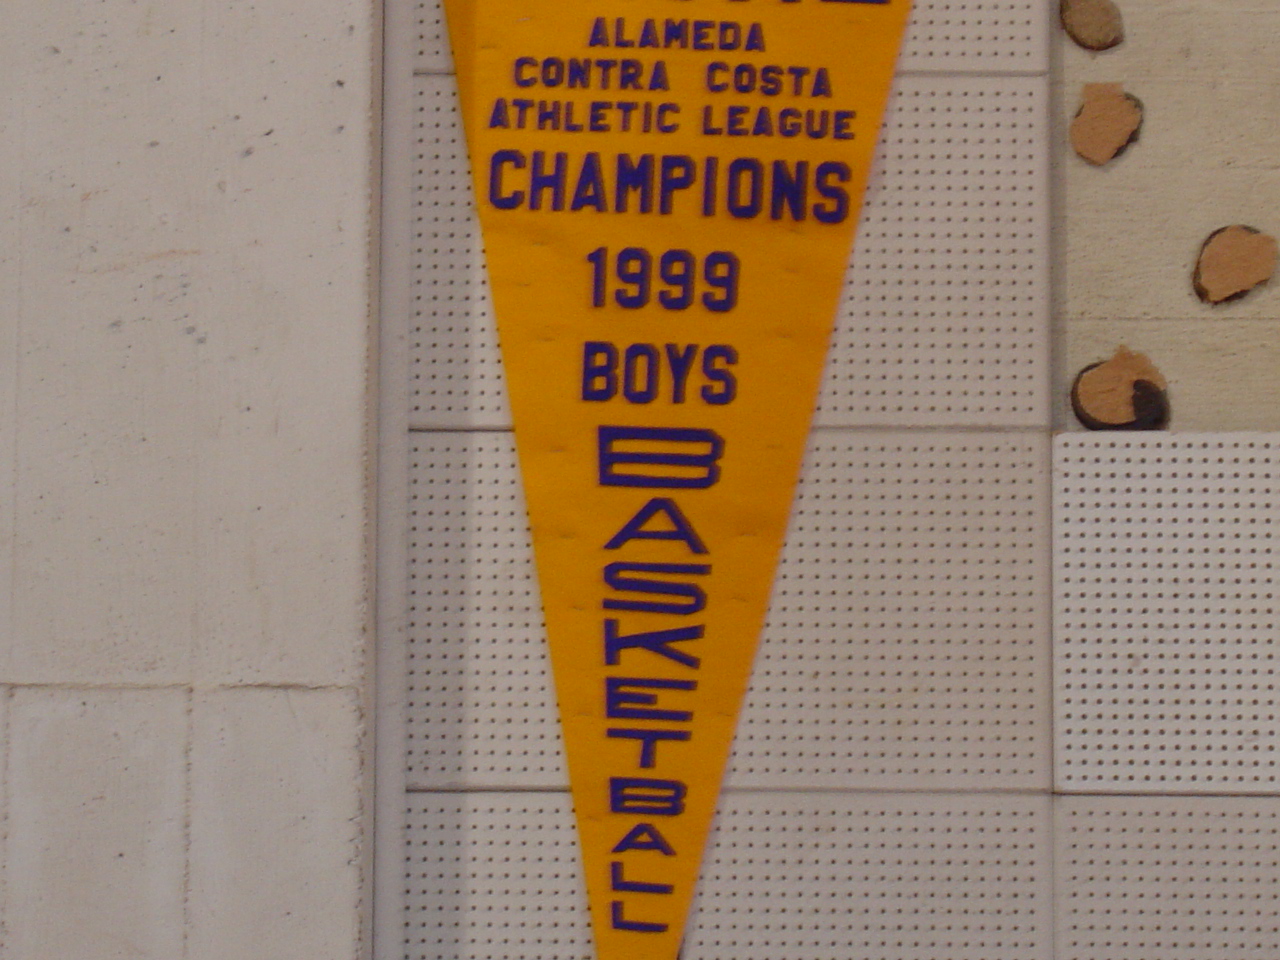 ALAMEDA
CONTRA COSTA
ATHLETIC LEAGUE
CHAMPIONS
1999
BOYS
BASKETBALL